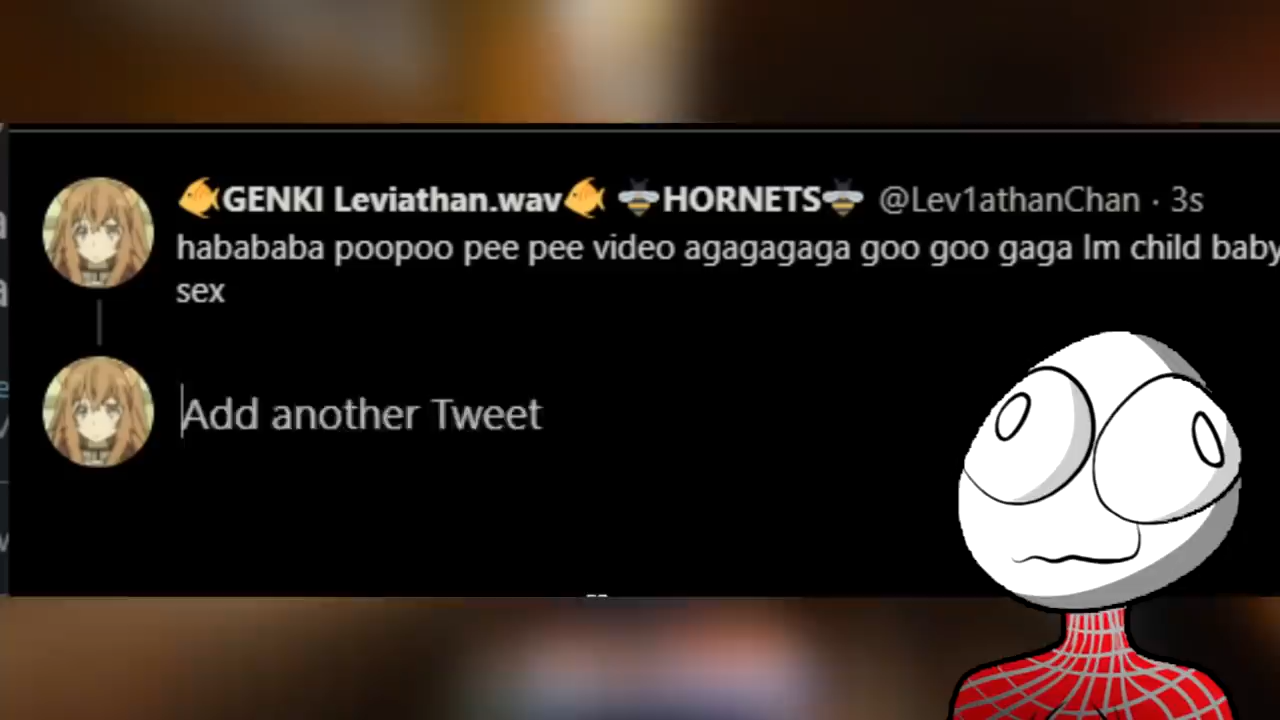 🐠GENKI Leviathan.wav🐠 🐝HORNETS🐝 @Lev1athanChan · 3s
habababa poopoo pee pee video agagagaga goo goo gaga Im child baby
sex
Add another Tweet